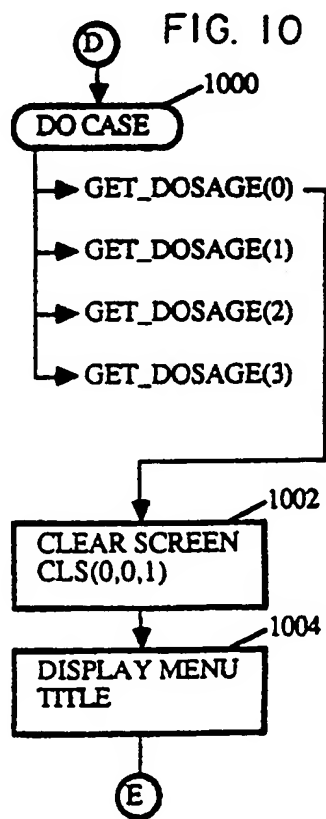 FIG. 10
D
1000
DO CASE
GET_DOSAGE(0)
GET_DOSAGE(1)
GET_DOSAGE(2)
GET_DOSAGE(3)
1002
CLEAR SCREEN
CLS(0,0,1)
1004
DISPLAY MENU
TITLE
E